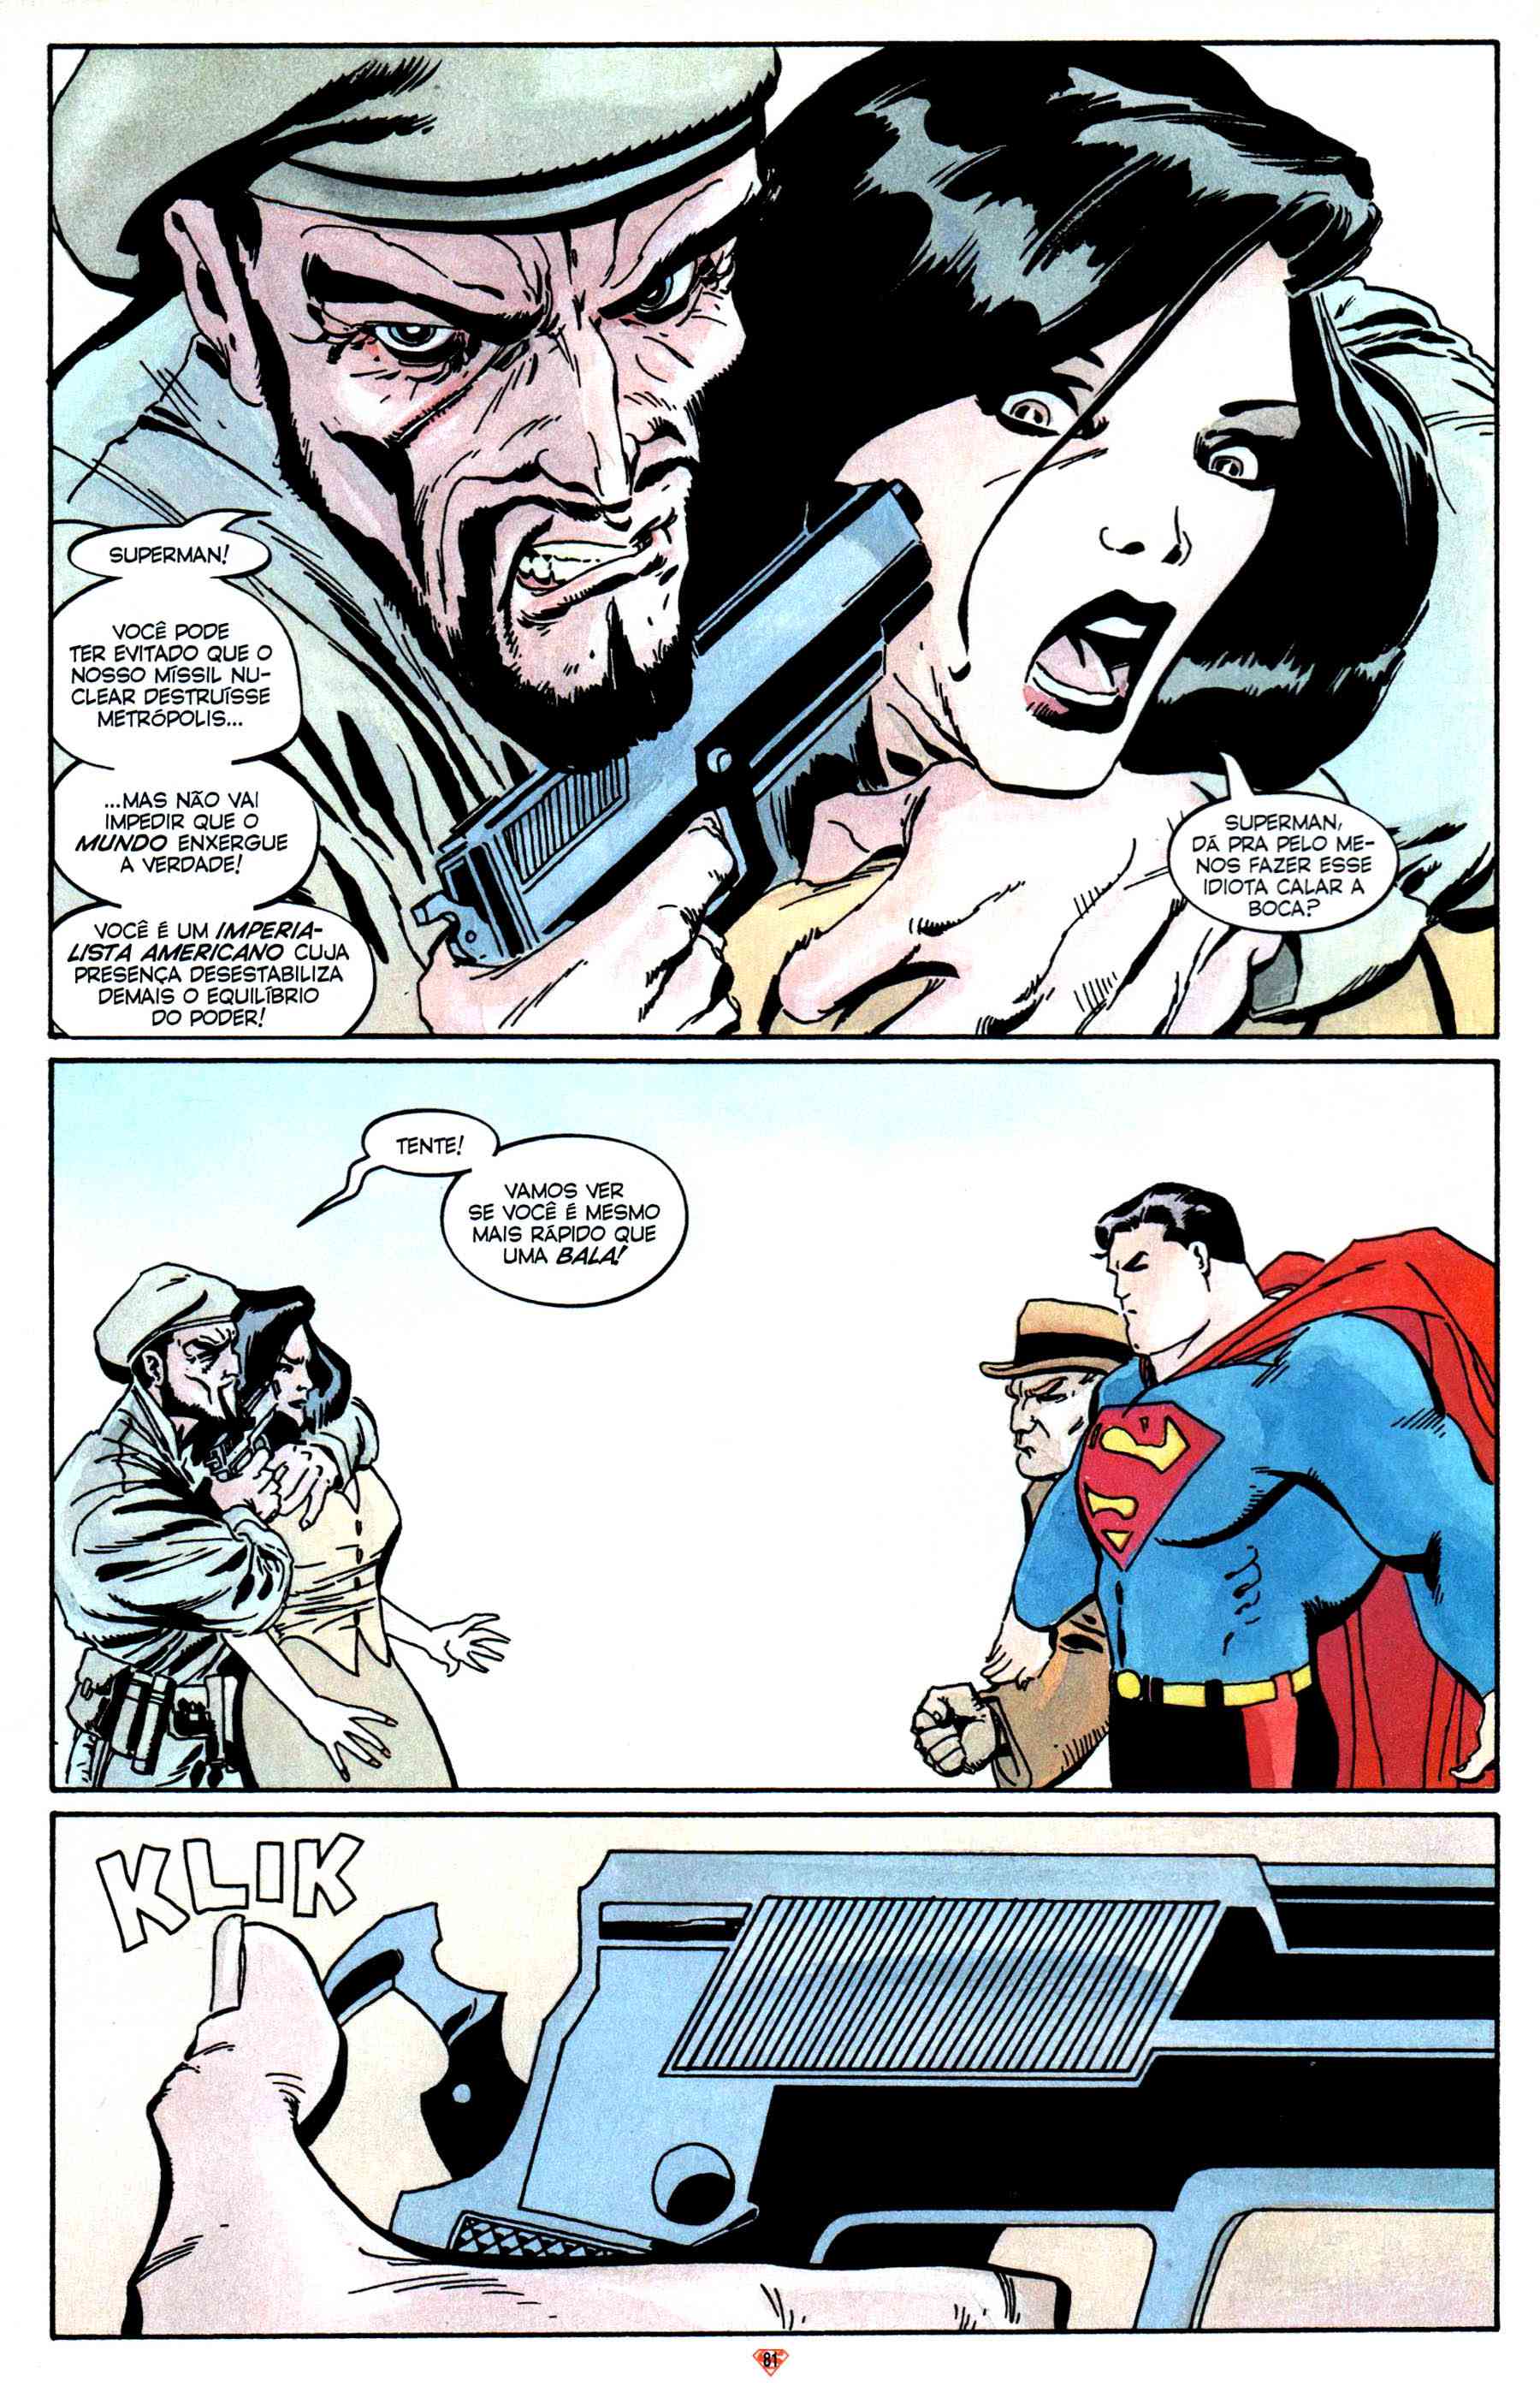 SUPERMAN!
VOCÊ PODE
TER EVITADO QUE O
NOSSO MÍSSIL NU-
CLEAR DESTRUÍSSE
METRÓPOLIS...
...MAS NÃO VAI
IMPEDIR QUE O
MUNDO ENXERGUE
A VERDADE!
VOCÊ É UM IMPERIA-
LISTA AMERICANO CUJA
PRESENÇA DESESTABILIZA
DEMAIS O EQUILÍBRIO
DO PODER!
SUPERMAN,
DÁ PRA PELO ME-
NOS FAZER ESSE
IDIOTA CALAR A
BOCA?
TENTE!
VAMOS VER
SE VOCÊ É MESMO
MAIS RÁPIDO QUE
UMA BALA!
KLIK
81